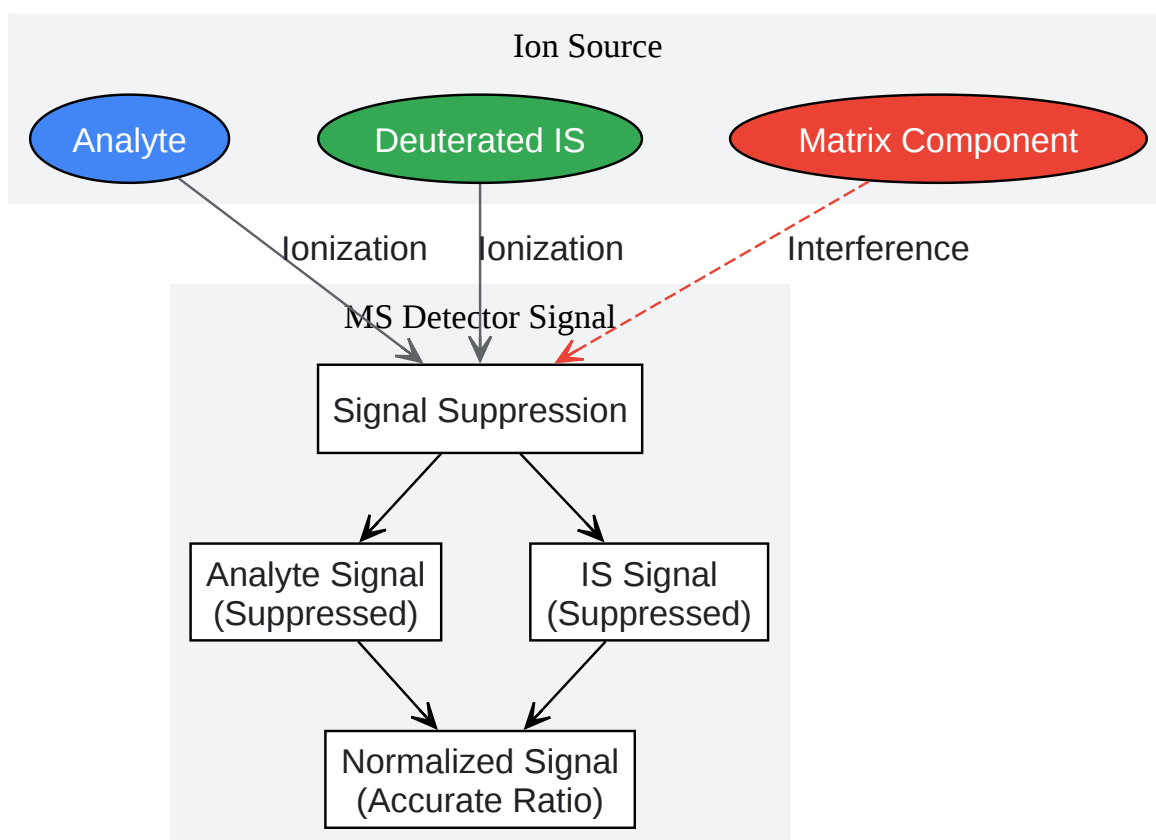 Ion Source
Analyte
Deuterated IS
Matrix Component
Ionization
Ionization
Interference
MS Detector Signal
Signal Suppression
Analyte Signal
(Suppressed)
IS Signal
(Suppressed)
Normalized Signal
(Accurate Ratio)